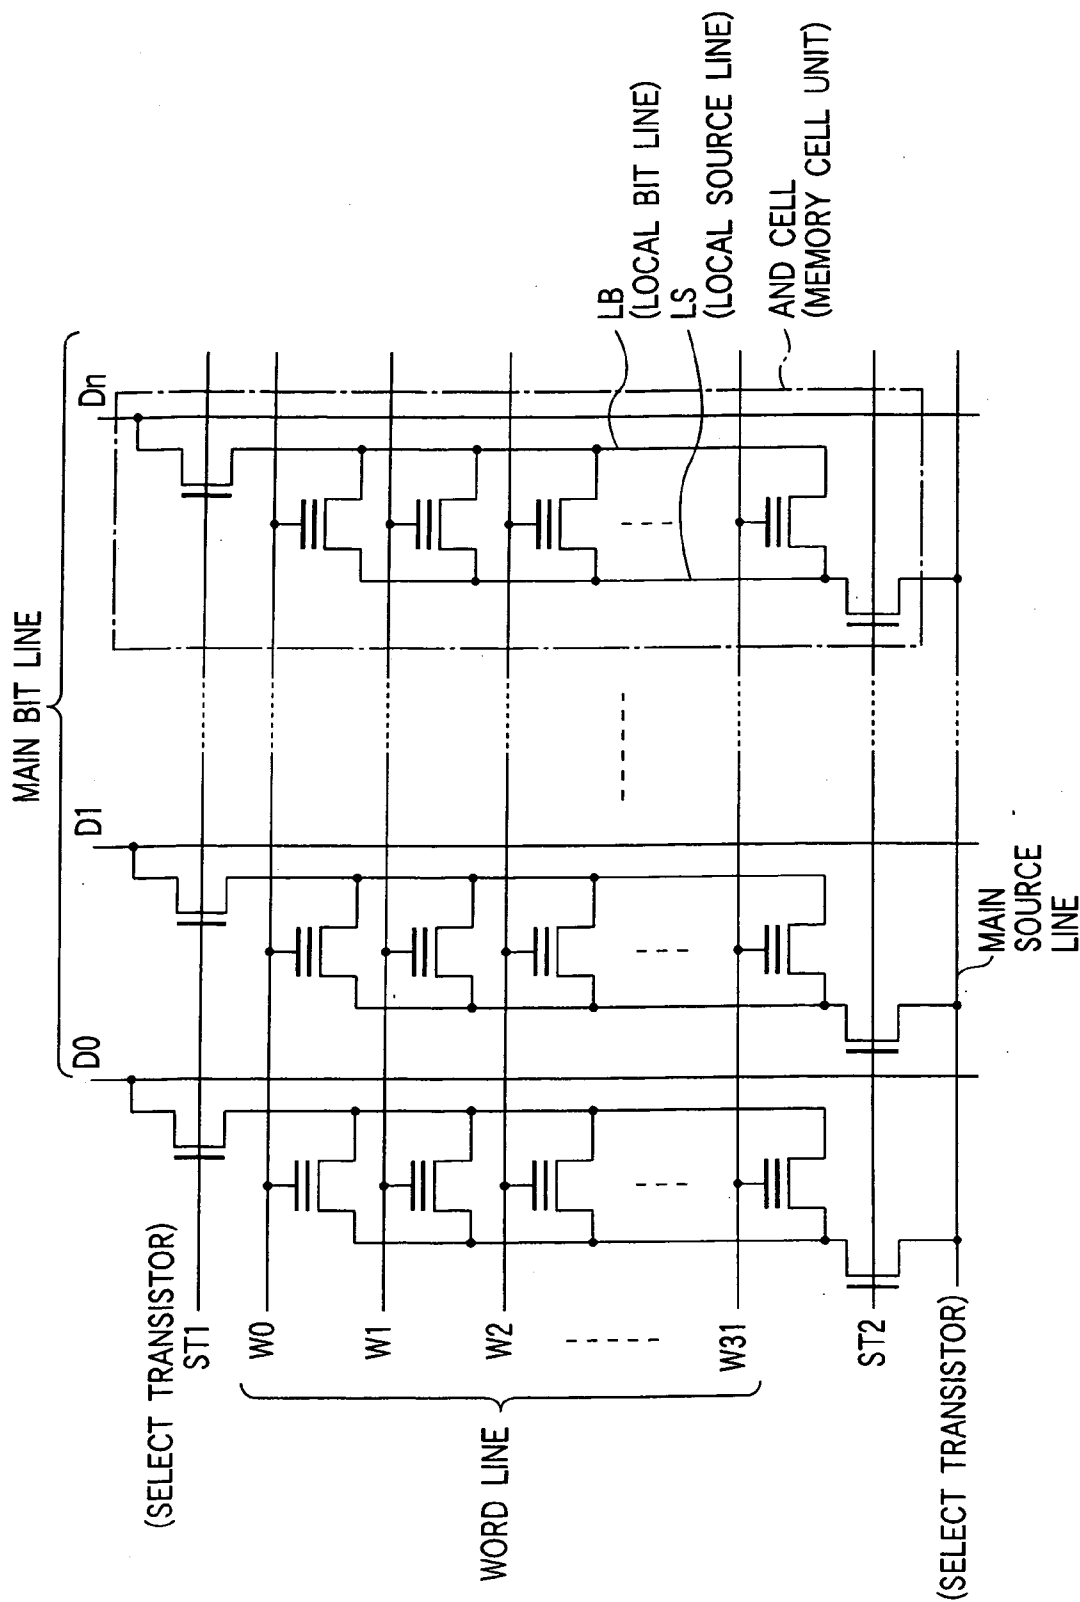 MAIN BIT LINE
D0
D1
Dn
(SELECT TRANSISTOR)
ST1
W0
W1
W2
W31
WORD LINE
ST2
(SELECT TRANSISTOR)
MAIN
SOURCE
LINE
LB
(LOCAL BIT LINE)
LS
(LOCAL SOURCE LINE)
AND CELL
(MEMORY CELL UNIT)